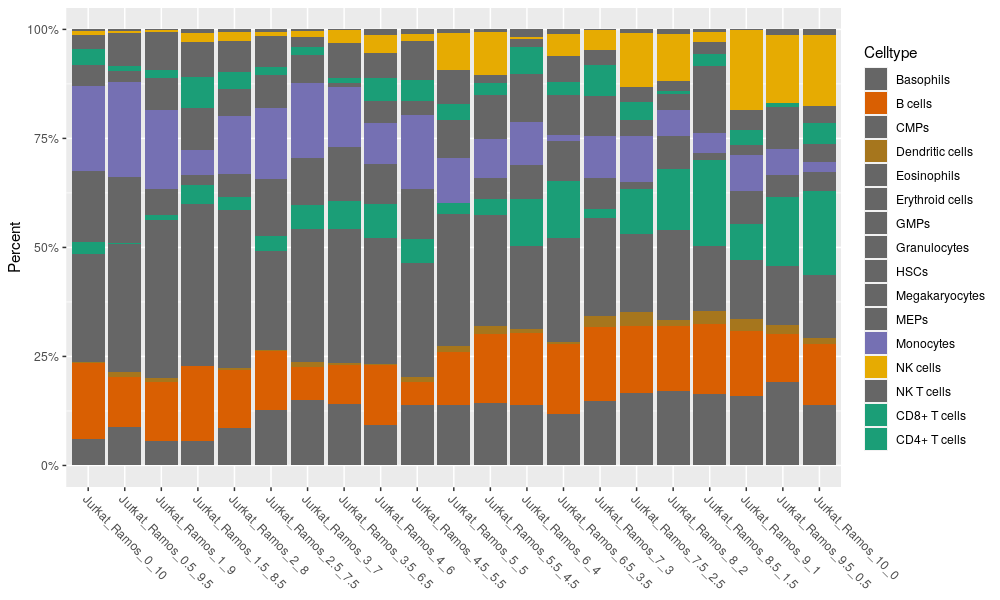 Percent
100%
75%
50%
25%
0%
Jurkat_Ramos_0_10
Jurkat_Ramos_0.5_9.5
Jurkat_Ramos_1_9
Jurkat_Ramos_1.5_8.5
Jurkat_Ramos_2_8
Jurkat_Ramos_2.5_7.5
Jurkat_Ramos_3_7
Jurkat_Ramos_3.5_6.5
Jurkat_Ramos_4_6
Jurkat_Ramos_4.5_5.5
Jurkat_Ramos_5_5
Jurkat_Ramos_5.5_4.5
Jurkat_Ramos_6_4
Jurkat_Ramos_6.5_3.5
Jurkat_Ramos_7_3
Jurkat_Ramos_7.5_2.5
Jurkat_Ramos_8_2
Jurkat_Ramos_8.5_1.5
Jurkat_Ramos_9_1
Jurkat_Ramos_9.5_0.5
Jurkat_Ramos_10_0
Celltype
Basophils
B cells
CMPs
Dendritic cells
Eosinophils
Erythroid cells
GMPs
Granulocytes
HSCs
Megakaryocytes
MEPs
Monocytes
NK cells
NK T cells
CD8+ T cells
CD4+ T cells